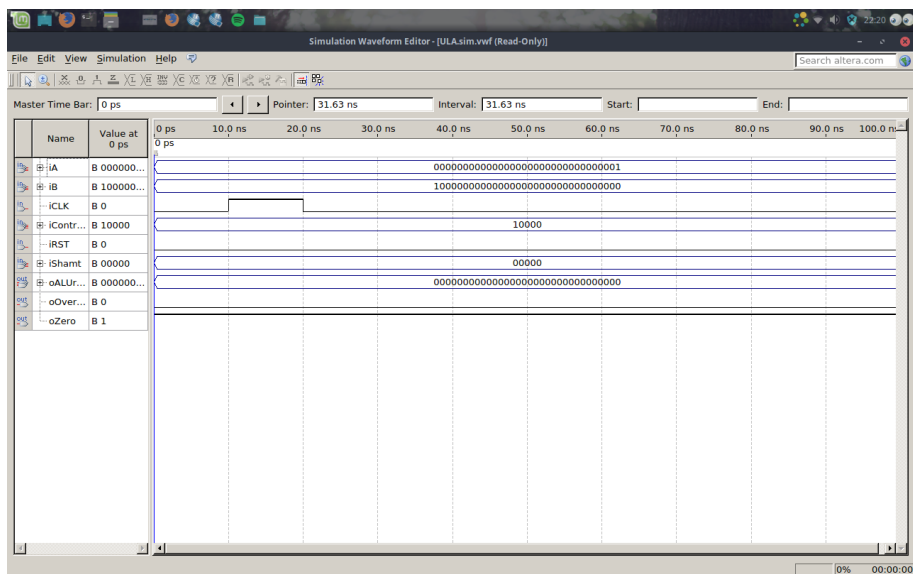 22:20
Simulation Waveform Editor - [ULA.sim.vwf (Read-Only)]
File Edit View Simulation Help
Search altera.com
Master Time Bar: 0 ps Pointer: 31.63 ns Interval: 31.63 ns Start: End:
Name Value at 0 ps
0 ps 10.0 ns 20.0 ns 30.0 ns 40.0 ns 50.0 ns 60.0 ns 70.0 ns 80.0 ns 90.0 ns 100.0 ns
0 ps
iA B 000000... 00000000000000000000000000000001
iB B 100000... 10000000000000000000000000000000
iCLK B 0
iContr... B 10000 10000
iRST B 0
iShamt B 00000 00000
oALUr... B 000000... 00000000000000000000000000000000
oOver... B 0
oZero B 1
0% 00:00:00